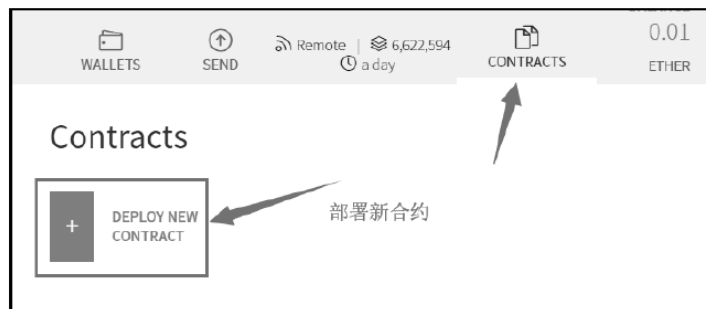 WALLETS
SEND
Remote | 6,622,594
a day
CONTRACTS
0.01
ETHER
Contracts
+ DEPLOY NEW
CONTRACT
部署新合约